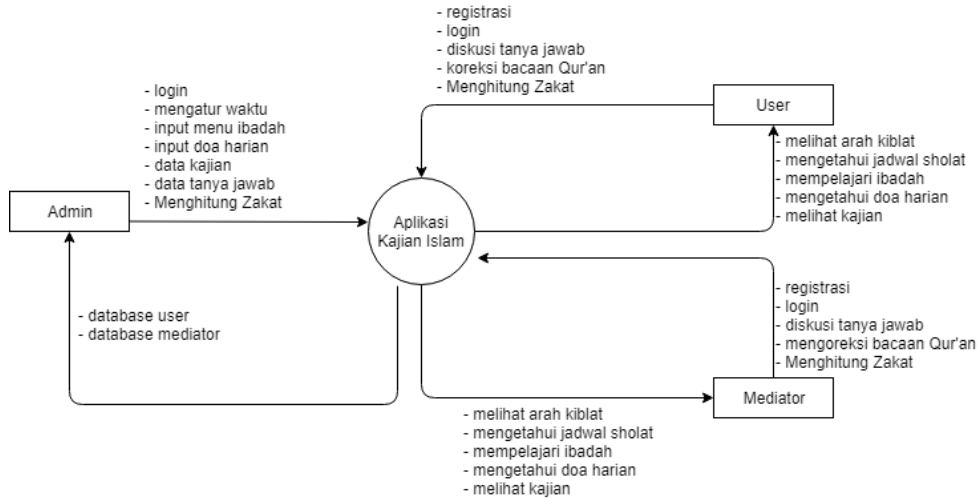 - registrasi
- login
- diskusi tanya jawab
- koreksi bacaan Qur'an
- Menghitung Zakat
User
- login
- mengatur waktu
- input menu ibadah
- input doa harian
- data kajian
- data tanya jawab
- Menghitung Zakat
- melihat arah kiblat
- mengetahui jadwal sholat
- mempelajari ibadah
- mengetahui doa harian
- melihat kajian
Admin
Aplikasi
Kajian Islam
- database user
- database mediator
- registrasi
- login
- diskusi tanya jawab
- mengoreksi bacaan Qur'an
- Menghitung Zakat
Mediator
- melihat arah kiblat
- mengetahui jadwal sholat
- mempelajari ibadah
- mengetahui doa harian
- melihat kajian